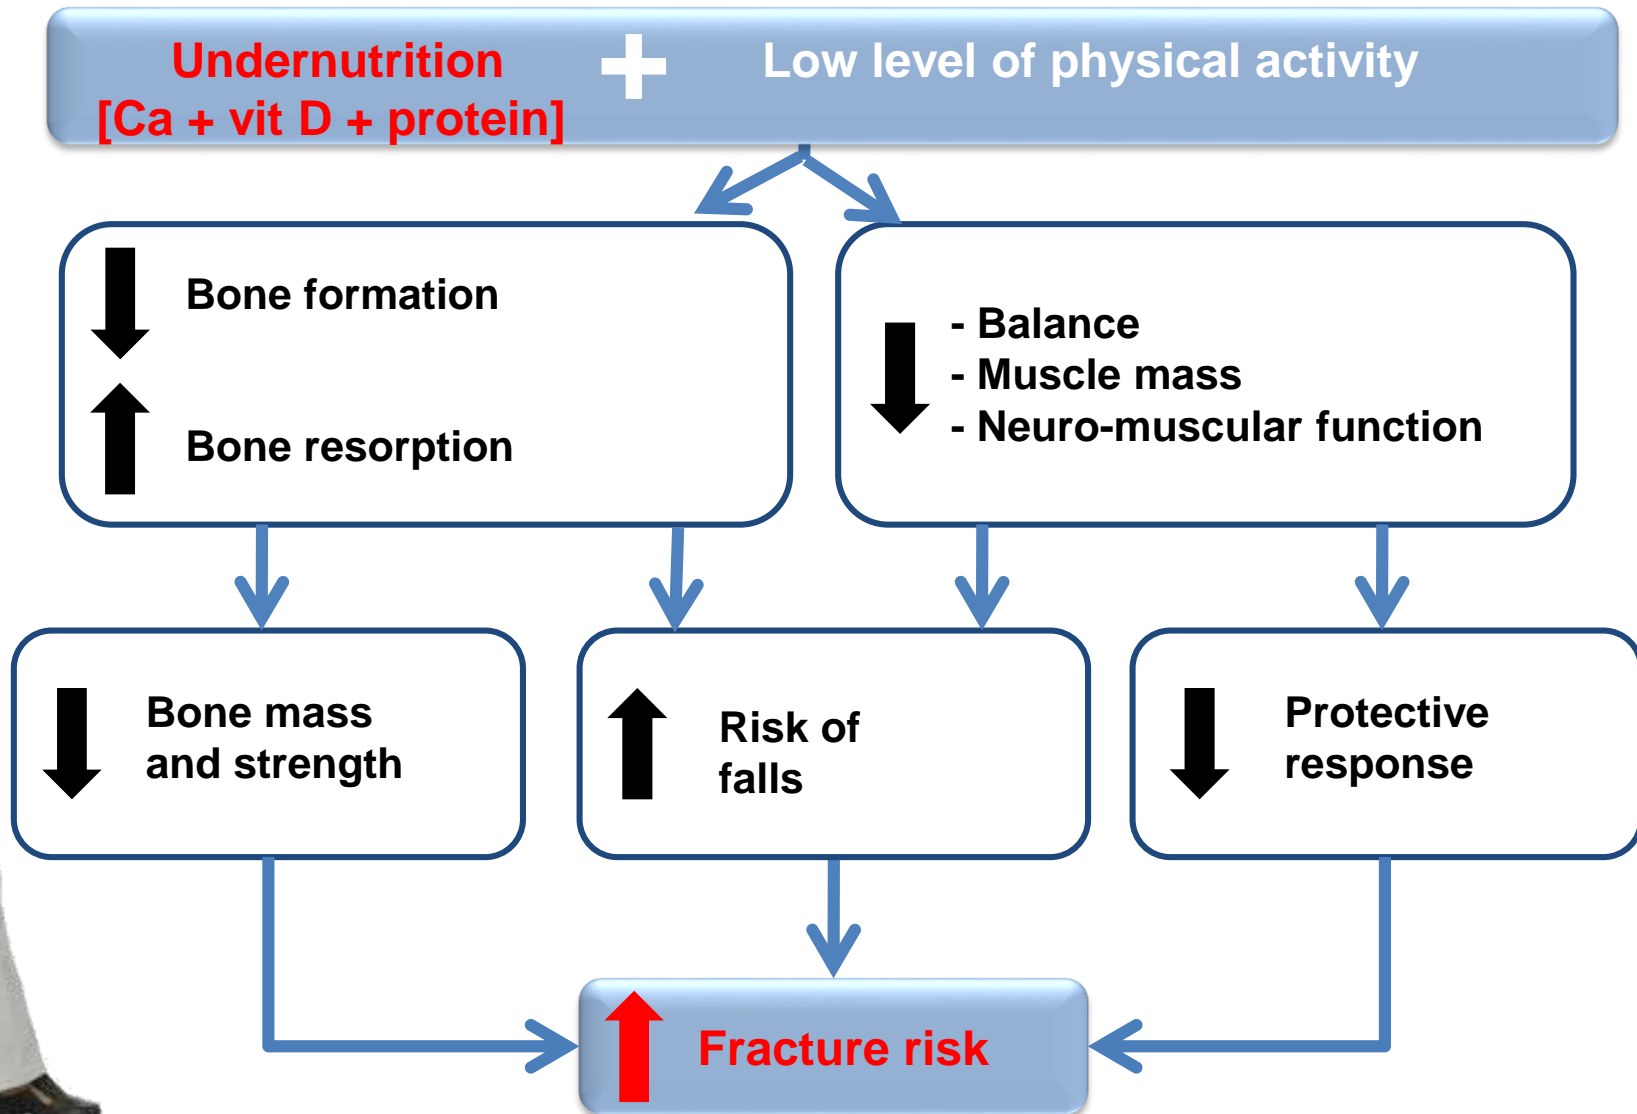 Undernutrition + Low level of physical activity
[Ca + vit D + protein]
Bone formation
Bone resorption
- Balance
- Muscle mass
- Neuro-muscular function
Bone mass
and strength
Risk of
falls
Protective
response
Fracture risk